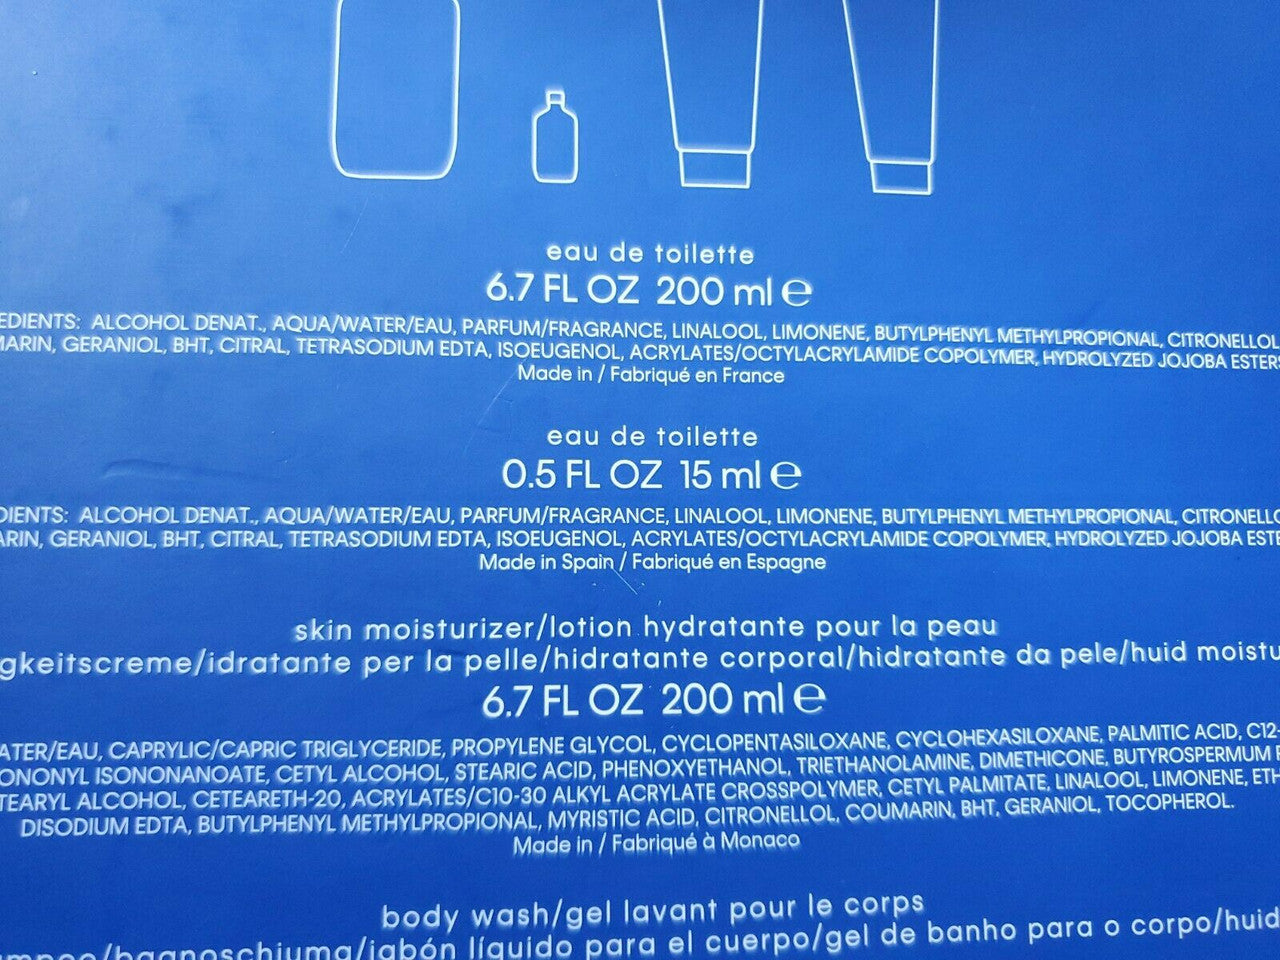 eau de toilette
6.7 FL OZ 200 ml ℮
EDIENTS: ALCOHOL DENAT., AQUA/WATER/EAU, PARFUM/FRAGRANCE, LINALOOL, LIMONENE, BUTYLPHENYL METHYLPROPIONAL, CITRONELLOL
MARIN, GERANIOL, BHT, CITRAL, TETRASODIUM EDTA, ISOEUGENOL, ACRYLATES/OCTYLACRYLAMIDE COPOLYMER, HYDROLYZED JOJOBA ESTERS
Made in / Fabriqué en France
eau de toilette
0.5 FL OZ 15 ml ℮
DIENTS: ALCOHOL DENAT., AQUA/WATER/EAU, PARFUM/FRAGRANCE, LINALOOL, LIMONENE, BUTYLPHENYL METHYLPROPIONAL, CITRONELLO
ARIN, GERANIOL, BHT, CITRAL, TETRASODIUM EDTA, ISOEUGENOL, ACRYLATES/OCTYLACRYLAMIDE COPOLYMER, HYDROLYZED JOJOBA ESTE
Made in Spain / Fabriqué en Espagne
skin moisturizer/lotion hydratante pour la peau
gkeitscreme/idratante per la pelle/hidratante corporal/hidratante da pele/huid moistu
6.7 FL OZ 200 ml ℮
ATER/EAU, CAPRYLIC/CAPRIC TRIGLYCERIDE, PROPYLENE GLYCOL, CYCLOPENTASILOXANE, CYCLOHEXASILOXANE, PALMITIC ACID, C12-
ONONYL ISONONANOATE, CETYL ALCOHOL, STEARIC ACID, PHENOXYETHANOL, TRIETHANOLAMINE, DIMETHICONE, BUTYROSPERMUM P
TEARYL ALCOHOL, CETEARETH-20, ACRYLATES/C10-30 ALKYL ACRYLATE CROSSPOLYMER, CETYL PALMITATE, LINALOOL, LIMONENE, ETH
DISODIUM EDTA, BUTYLPHENYL METHYLPROPIONAL, MYRISTIC ACID, CITRONELLOL, COUMARIN, BHT, GERANIOL, TOCOPHEROL.
Made in / Fabriqué à Monaco
body wash/gel lavant pour le corps
mpoo/bagnoschiuma/jabón líquido para el cuerpo/gel de banho para o corpo/huid